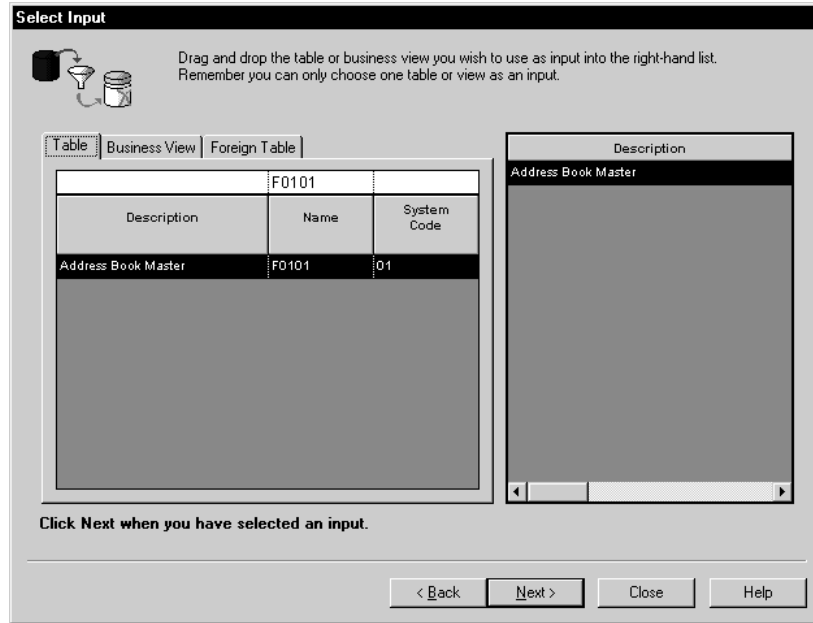 Select Input
Drag and drop the table or business view you wish to use as input into the right-hand list.
Remember you can only choose one table or view as an input.
Table Business View Foreign Table
F0101
Description Name System Code
Address Book Master F0101 01
Description
Address Book Master
Click Next when you have selected an input.
< Back Next > Close Help